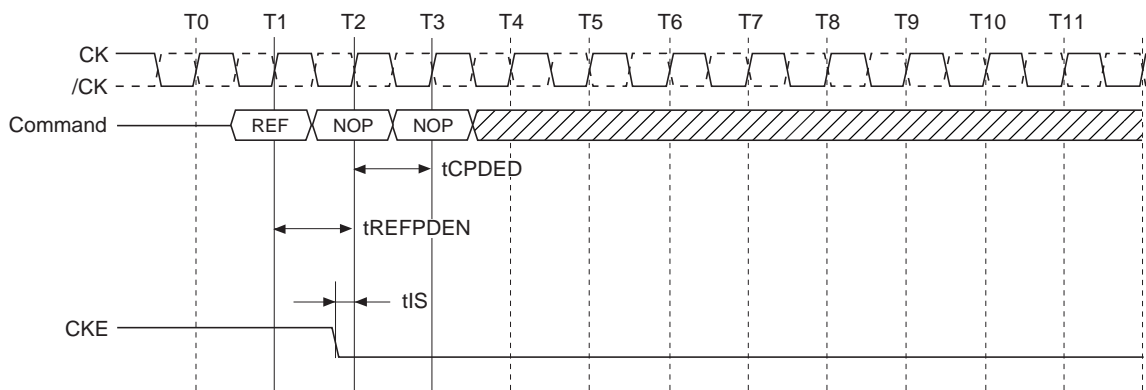 T0 T1 T2 T3 T4 T5 T6 T7 T8 T9 T10 T11
CK
/CK
Command REF NOP NOP
tCPDED
tREFPDEN
tIS
CKE